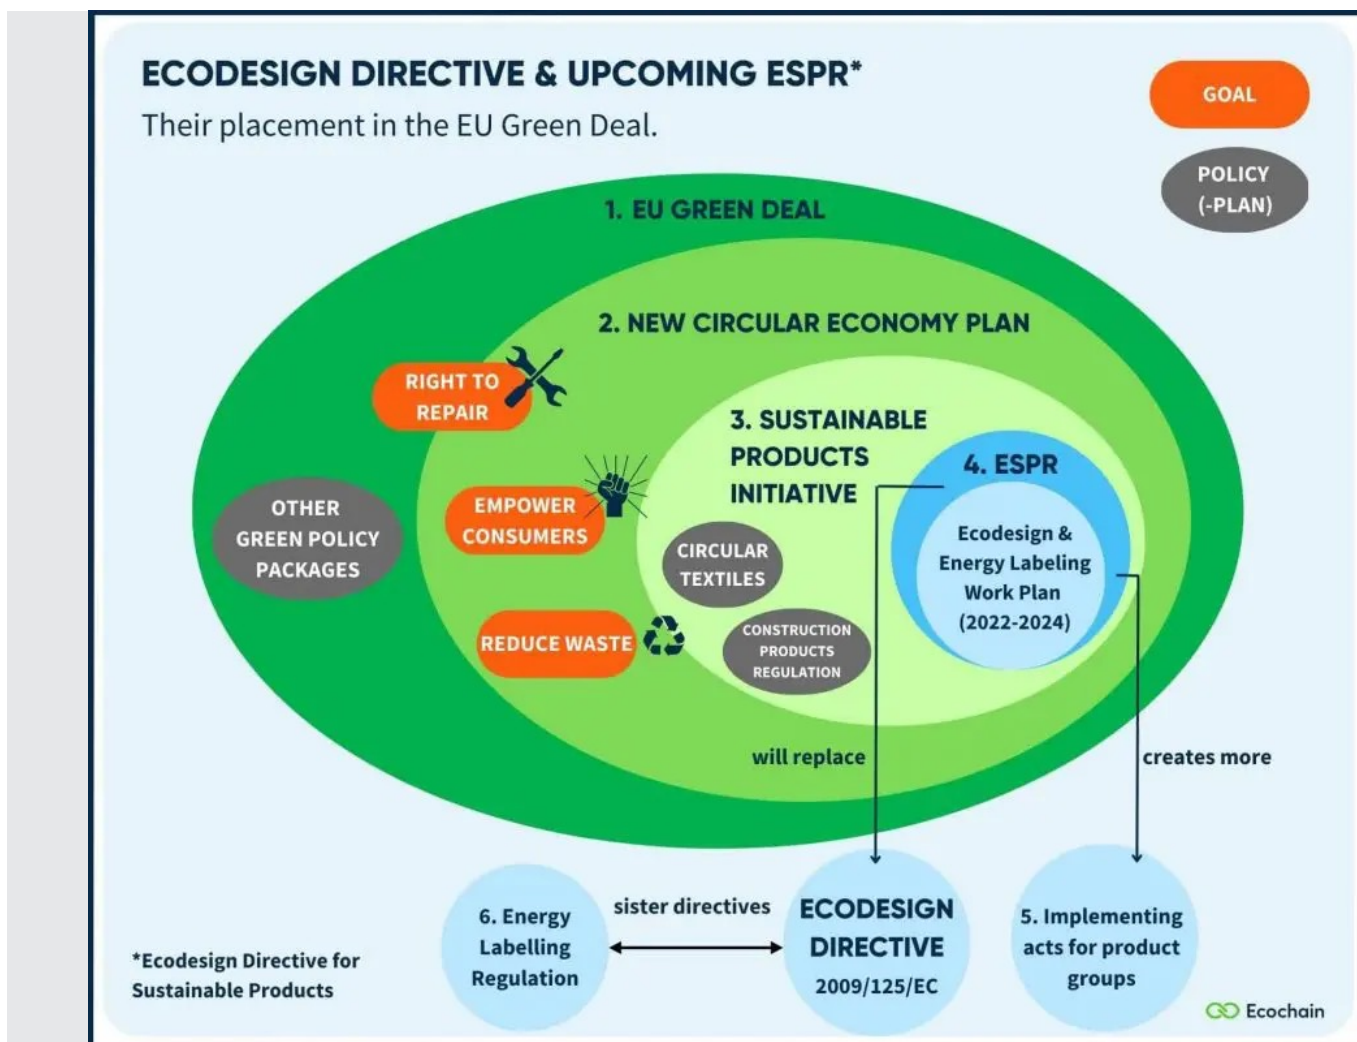 ECODESIGN DIRECTIVE & UPCOMING ESPR*
Their placement in the EU Green Deal.
GOAL
POLICY
(-PLAN)
1. EU GREEN DEAL
2. NEW CIRCULAR ECONOMY PLAN
RIGHT TO
REPAIR
3. SUSTAINABLE
PRODUCTS
INITIATIVE
4. ESPR
OTHER
GREEN POLICY
PACKAGES
EMPOWER
CONSUMERS
CIRCULAR
TEXTILES
Ecodesign &
Energy Labeling
Work Plan
(2022-2024)
REDUCE WASTE
CONSTRUCTION
PRODUCTS
REGULATION
will replace
creates more
6. Energy
Labelling
Regulation
sister directives
ECODESIGN
DIRECTIVE
2009/125/EC
5. Implementing
acts for product
groups
*Ecodesign Directive for
Sustainable Products
Ecochain